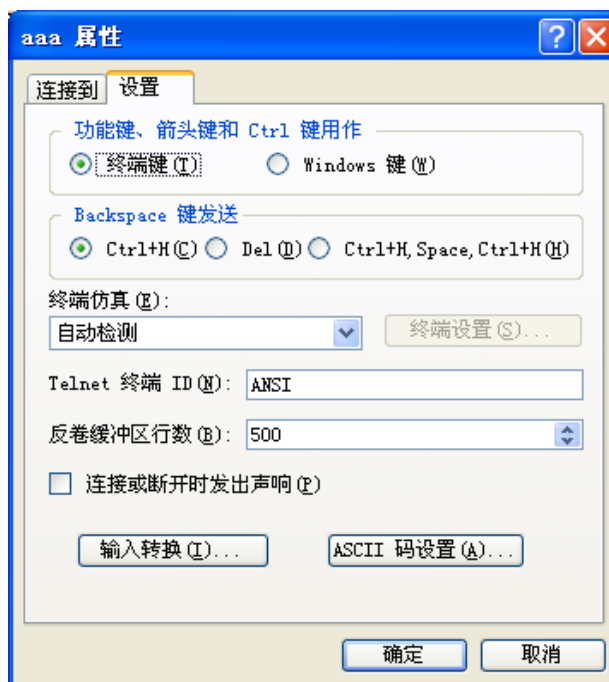 aaa 属性
连接到 设置
功能键、箭头键和 Ctrl 键用作
终端键(T) Windows 键(W)
Backspace 键发送
Ctrl+H(C) Del(D) Ctrl+H, Space, Ctrl+H(H)
终端仿真(E):
自动检测 终端设置(S)...
Telnet 终端 ID(N): ANSI
反卷缓冲区行数(B): 500
连接或断开时发出声响(P)
输入转换(I)... ASCII 码设置(A)...
确定 取消